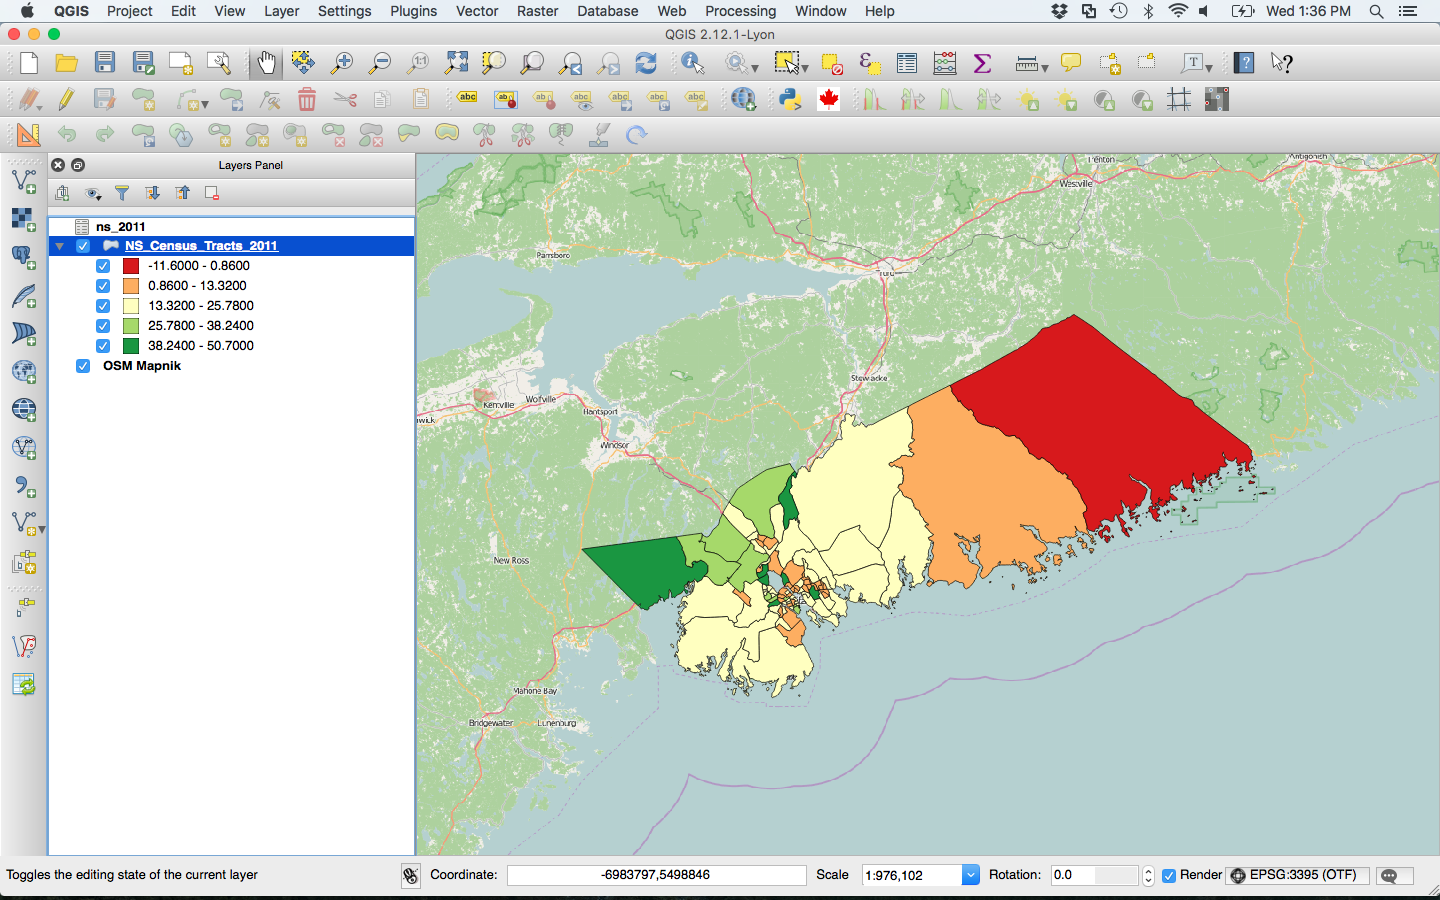 QGIS Project Edit View Layer Settings Plugins Vector Raster Database Web Processing Window Help Wed 1:36 PM
QGIS 2.12.1-Lyon
Layers Panel
ns_2011
NS_Census_Tracts_2011
-11.6000 - 0.8600
0.8600 - 13.3200
13.3200 - 25.7800
25.7800 - 38.2400
38.2400 - 50.7000
OSM Mapnik
Trenton
Antigonish
Westville
Parrsboro
Truro
Stewiacke
Kentville
Wolfville
Hantsport
wick
Windsor
New Ross
Mahone Bay
Bridgewater
Lunenburg
Toggles the editing state of the current layer
Coordinate: -6983797,5498846
Scale 1:976,102
Rotation: 0.0
Render
EPSG:3395 (OTF)